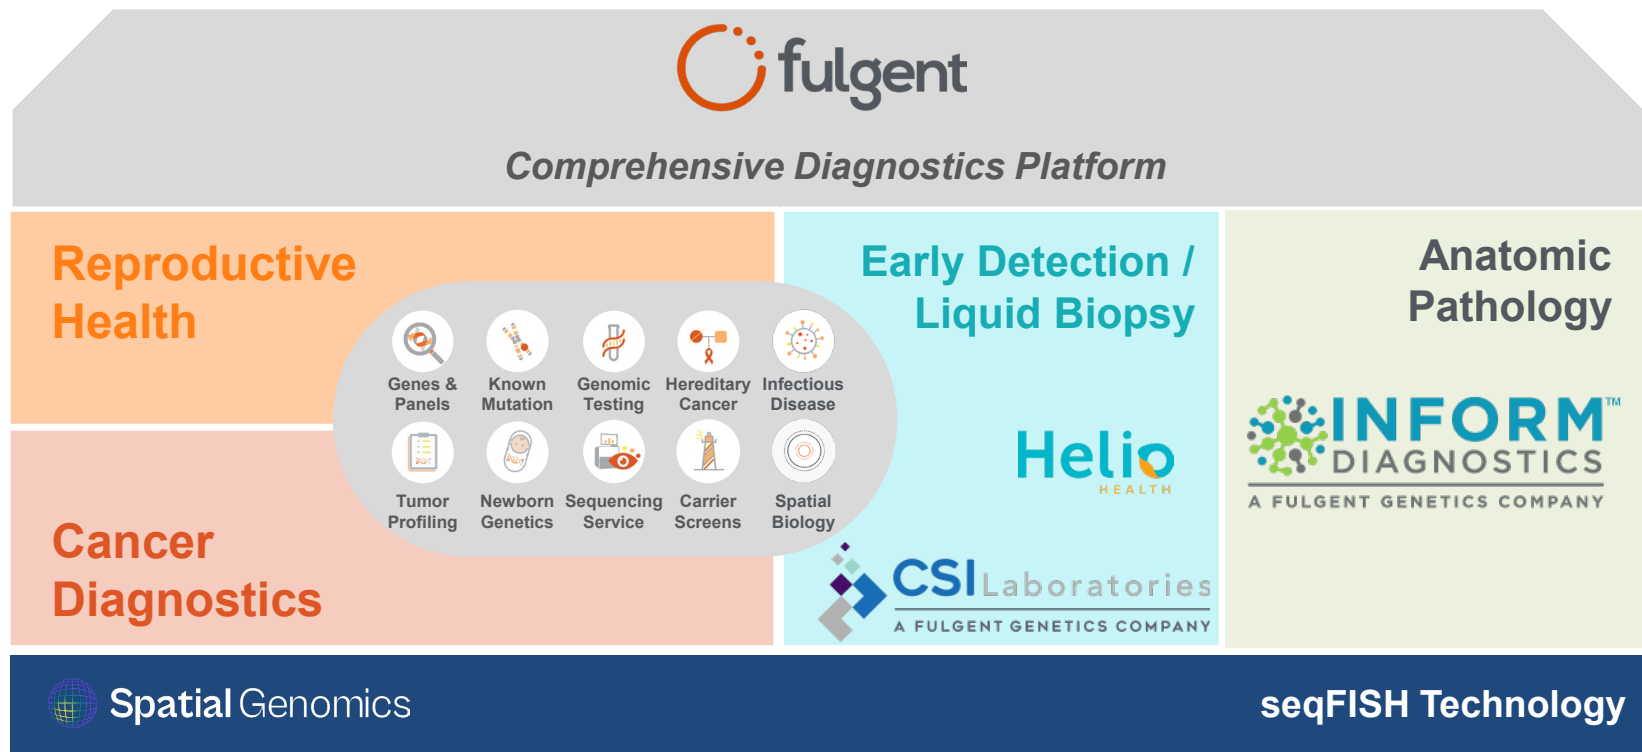 fulgent
Comprehensive Diagnostics Platform
Reproductive
Health
Cancer
Diagnostics
Genes &
Panels
Known
Mutation
Genomic
Testing
Hereditary
Cancer
Infectious
Disease
Tumor
Profiling
Newborn
Genetics
Sequencing
Service
Carrier
Screens
Spatial
Biology
Early Detection /
Liquid Biopsy
Helio
HEALTH
CSI Laboratories
A FULGENT GENETICS COMPANY
Anatomic
Pathology
INFORM™
DIAGNOSTICS
A FULGENT GENETICS COMPANY
Spatial Genomics
seqFISH Technology